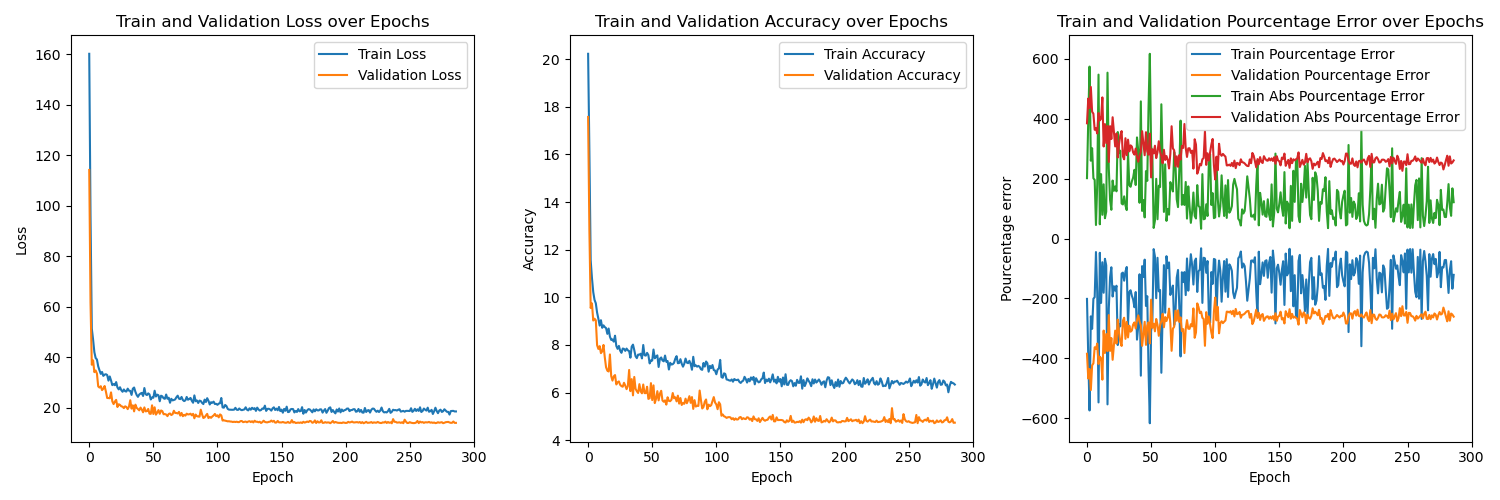 Train and Validation Loss over Epochs
Train Loss
Validation Loss
160
140
120
100
80
60
40
20
Loss
0
50
100
150
200
250
300
Epoch
Train and Validation Accuracy over Epochs
Train Accuracy
Validation Accuracy
20
18
16
14
12
10
8
6
4
Accuracy
0
50
100
150
200
250
300
Epoch
Train and Validation Pourcentage Error over Epochs
Train Pourcentage Error
Validation Pourcentage Error
Train Abs Pourcentage Error
Validation Abs Pourcentage Error
600
400
200
0
−200
−400
−600
Pourcentage error
0
50
100
150
200
250
300
Epoch